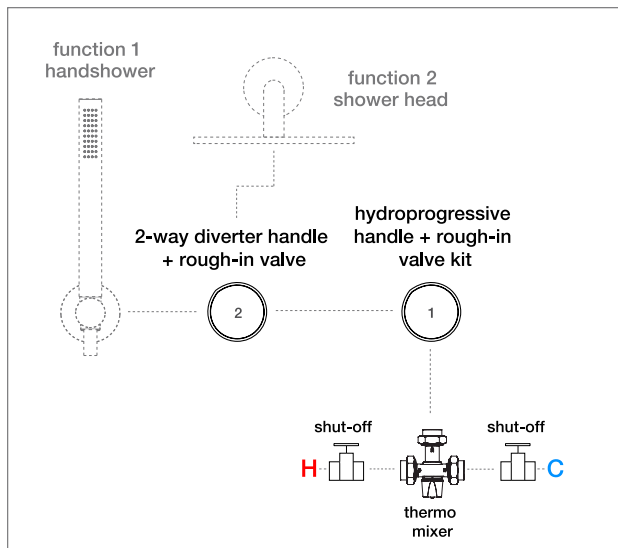 function 1
handshower
function 2
shower head
2-way diverter handle
+ rough-in valve
hydroprogressive
handle + rough-in
valve kit
2
1
shut-off
shut-off
H
C
thermo
mixer